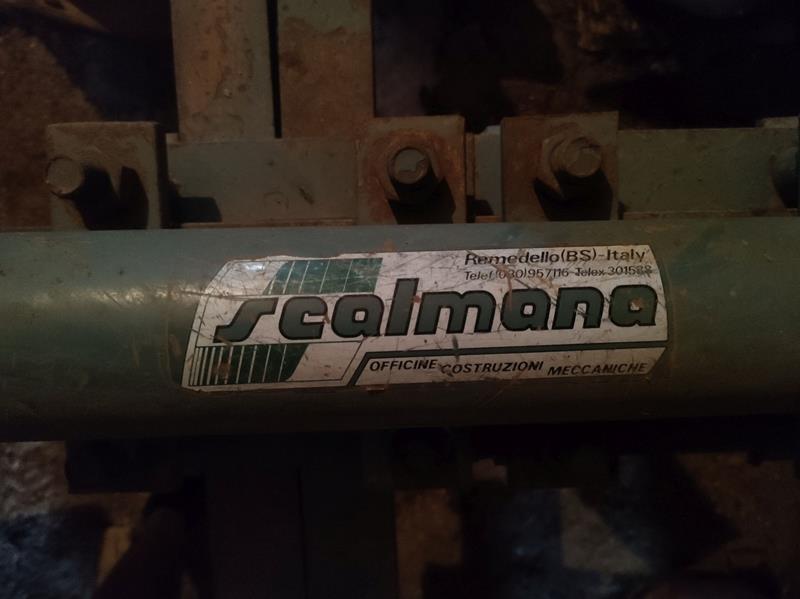 Remedello(BS)-Italy
Telef.(030)957116 Telex 301588
Scalmana
OFFICINE COSTRUZIONI MECCANICHE